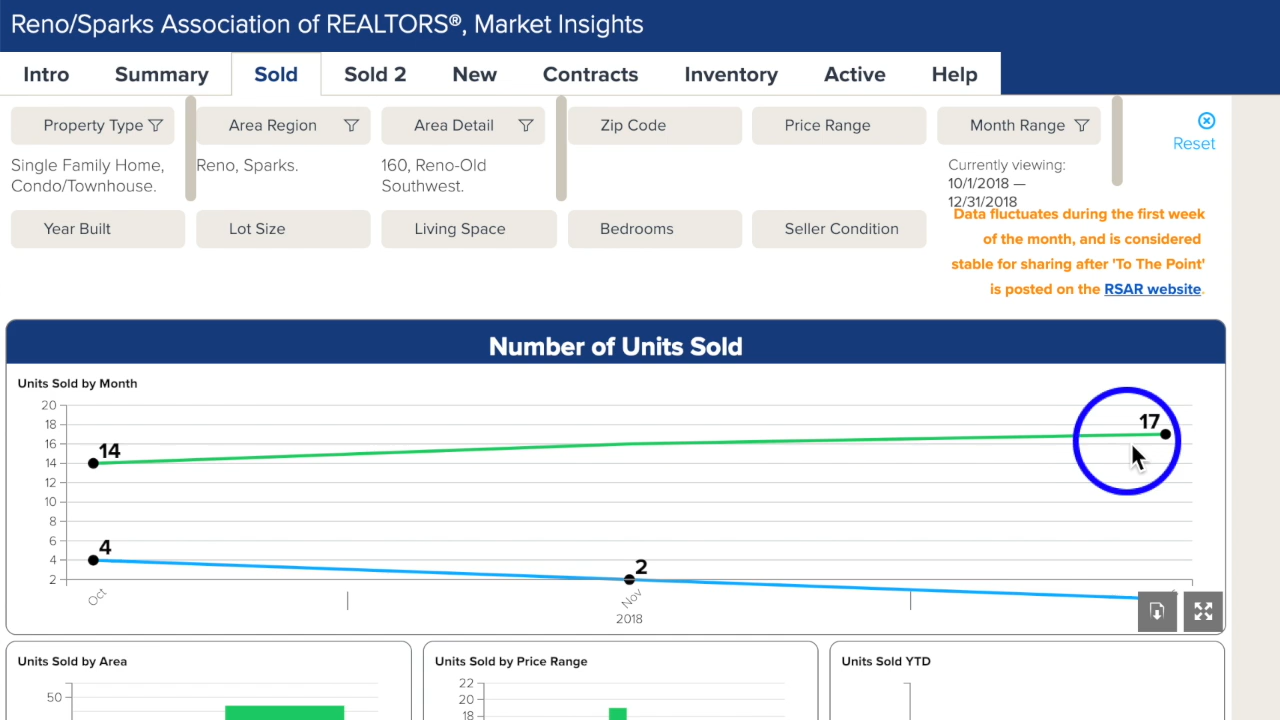 Reno/Sparks Association of REALTORS®, Market Insights
Intro Summary Sold Sold 2 New Contracts Inventory Active Help
Property Type Area Region Area Detail Zip Code Price Range Month Range
Reset
Single Family Home,
Condo/Townhouse.
Reno, Sparks.
160, Reno-Old
Southwest.
Currently viewing:
10/1/2018 —
12/31/2018
Year Built Lot Size Living Space Bedrooms Seller Condition
Data fluctuates during the first week
of the month, and is considered
stable for sharing after 'To The Point'
is posted on the RSAR website.
Number of Units Sold
Units Sold by Month
20
18
16
14
12
10
8
6
4
2
14
17
4
2
Oct
Nov
2018
Units Sold by Area
50
Units Sold by Price Range
22
20
18
Units Sold YTD